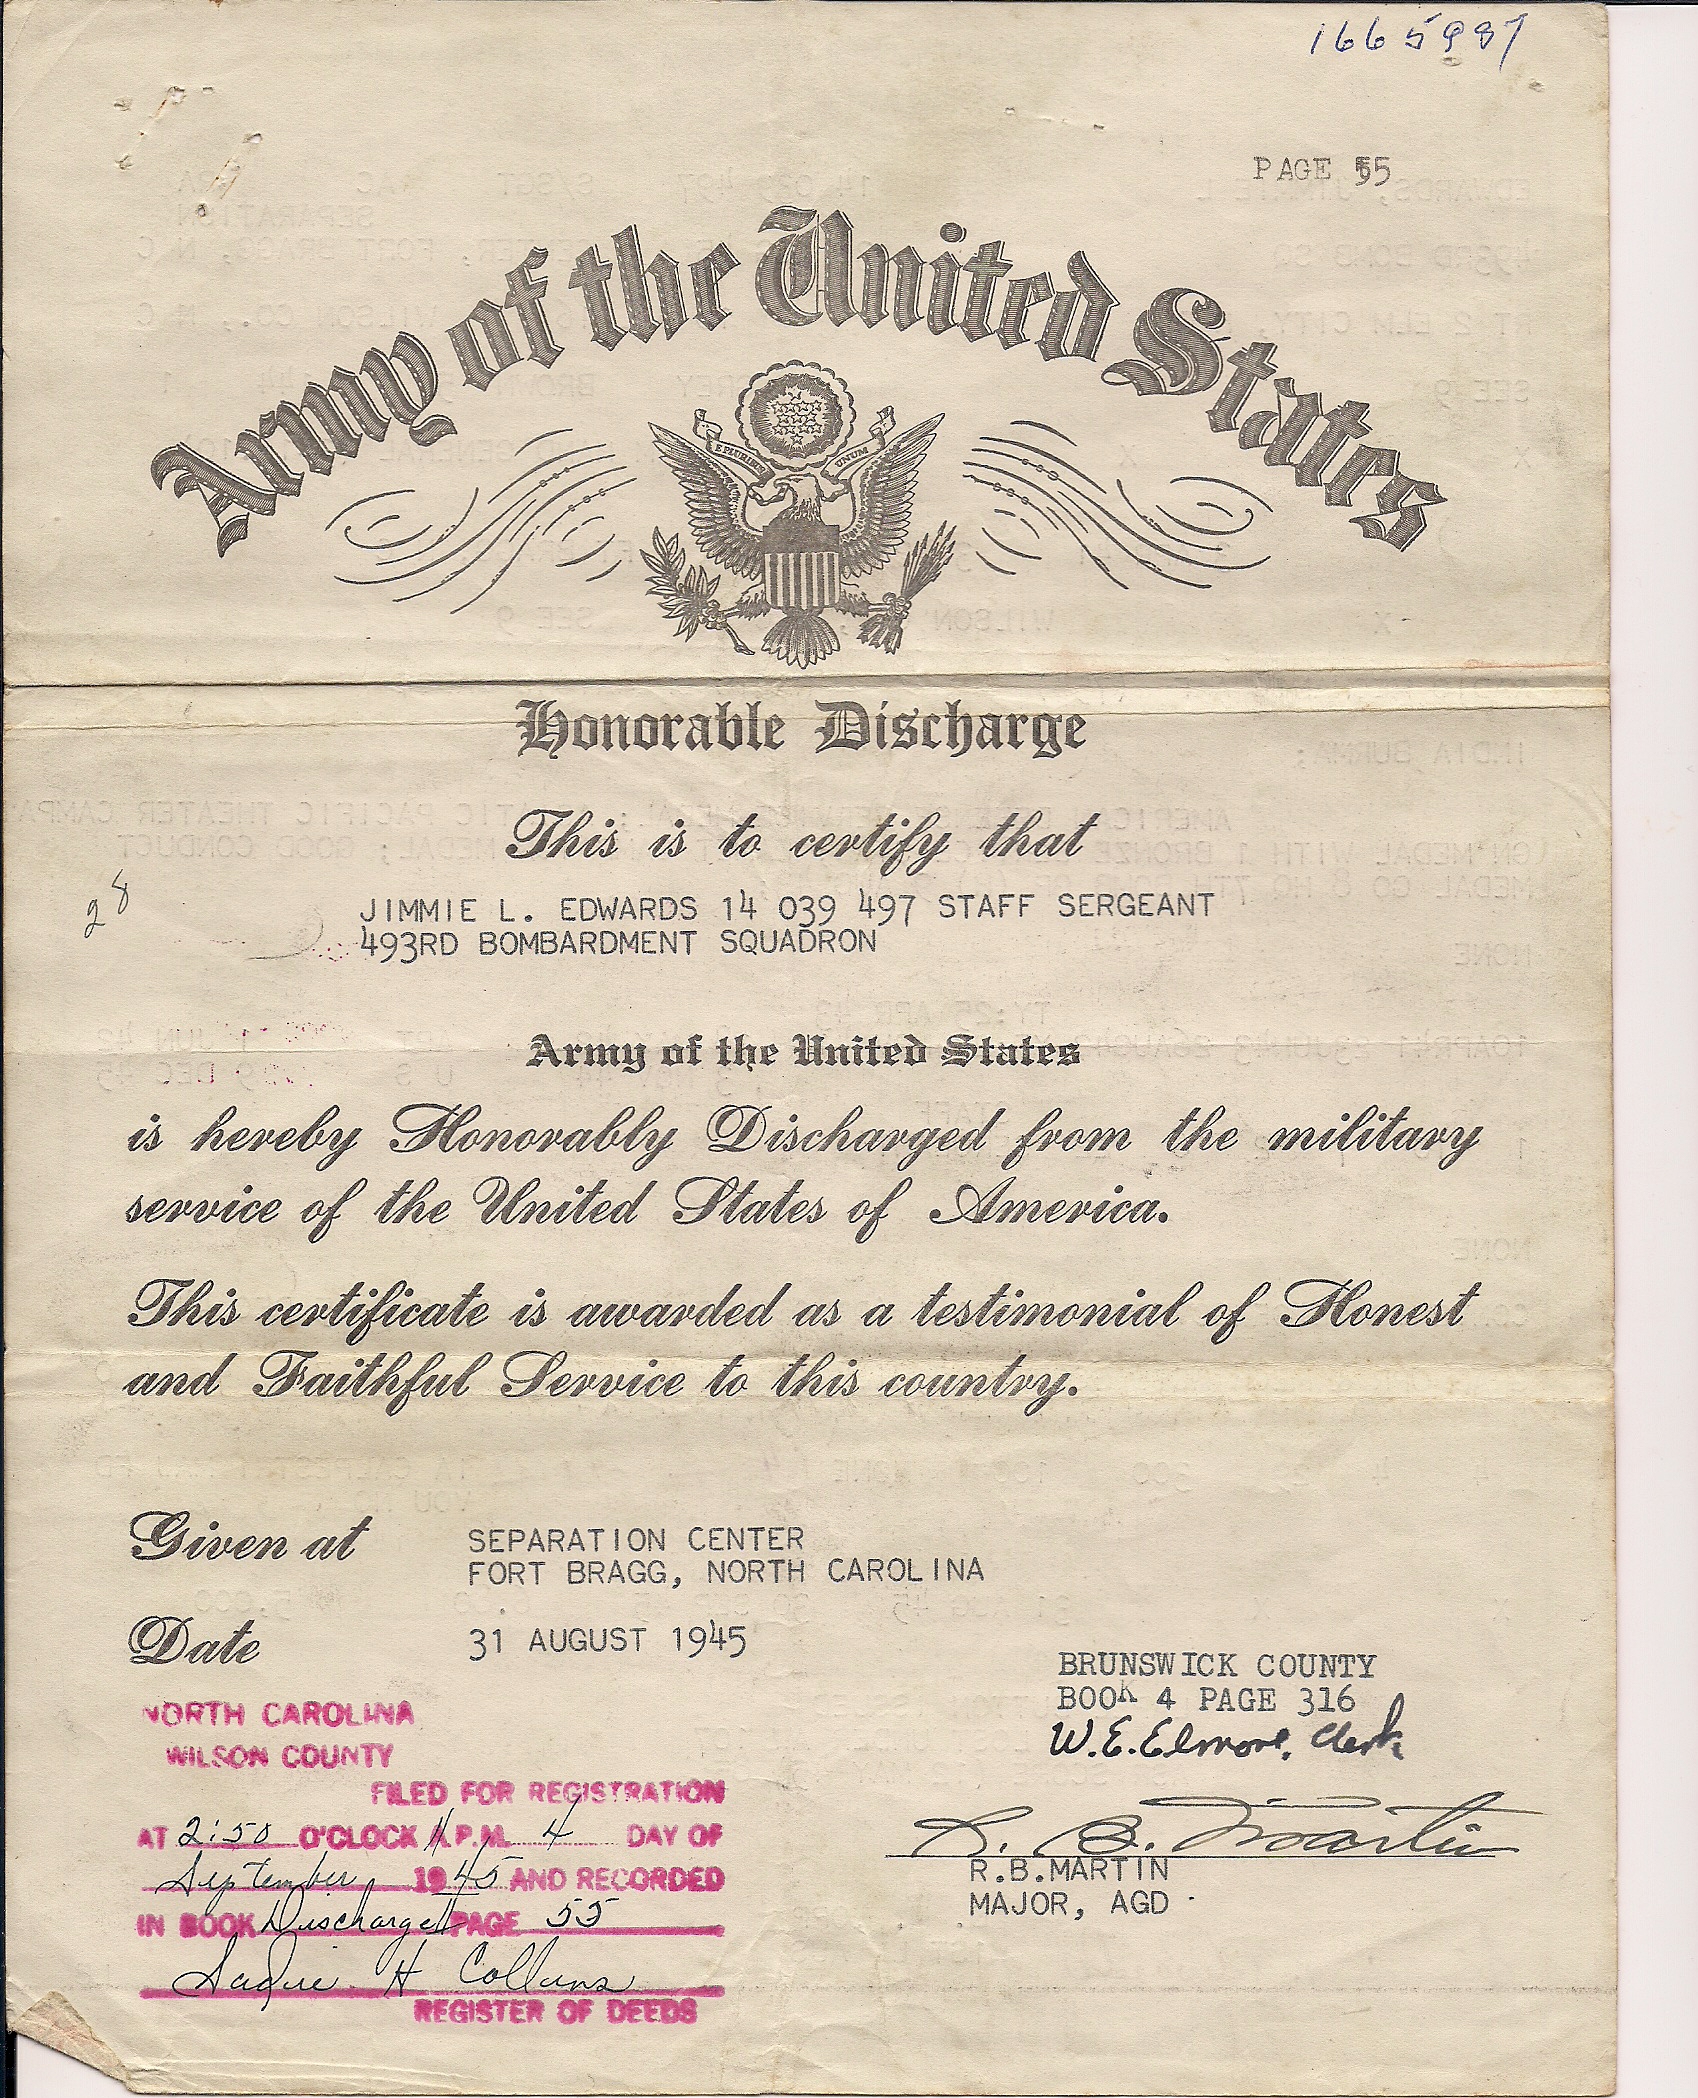 1665987
PAGE 55
Army of the United States
E PLURIBUS UNUM
Honorable Discharge
This is to certify that
28
JIMMIE L. EDWARDS 14 039 497 STAFF SERGEANT
493RD BOMBARDMENT SQUADRON
Army of the United States
is hereby Honorably Discharged from the military
service of the United States of America.
This certificate is awarded as a testimonial of Honest
and Faithful Service to this country.
Given at SEPARATION CENTER
FORT BRAGG, NORTH CAROLINA
Date 31 AUGUST 1945
BRUNSWICK COUNTY
BOOK 4 PAGE 316
W.E. Elmore, Clerk
NORTH CAROLINA
WILSON COUNTY
FILED FOR REGISTRATION
AT 2:50 O'CLOCK A.P.M. 4 DAY OF
September 1945 AND RECORDED
IN BOOK Discharge PAGE 55
H Collins
REGISTER OF DEEDS
R. B. Martin
R.B.MARTIN
MAJOR, AGD